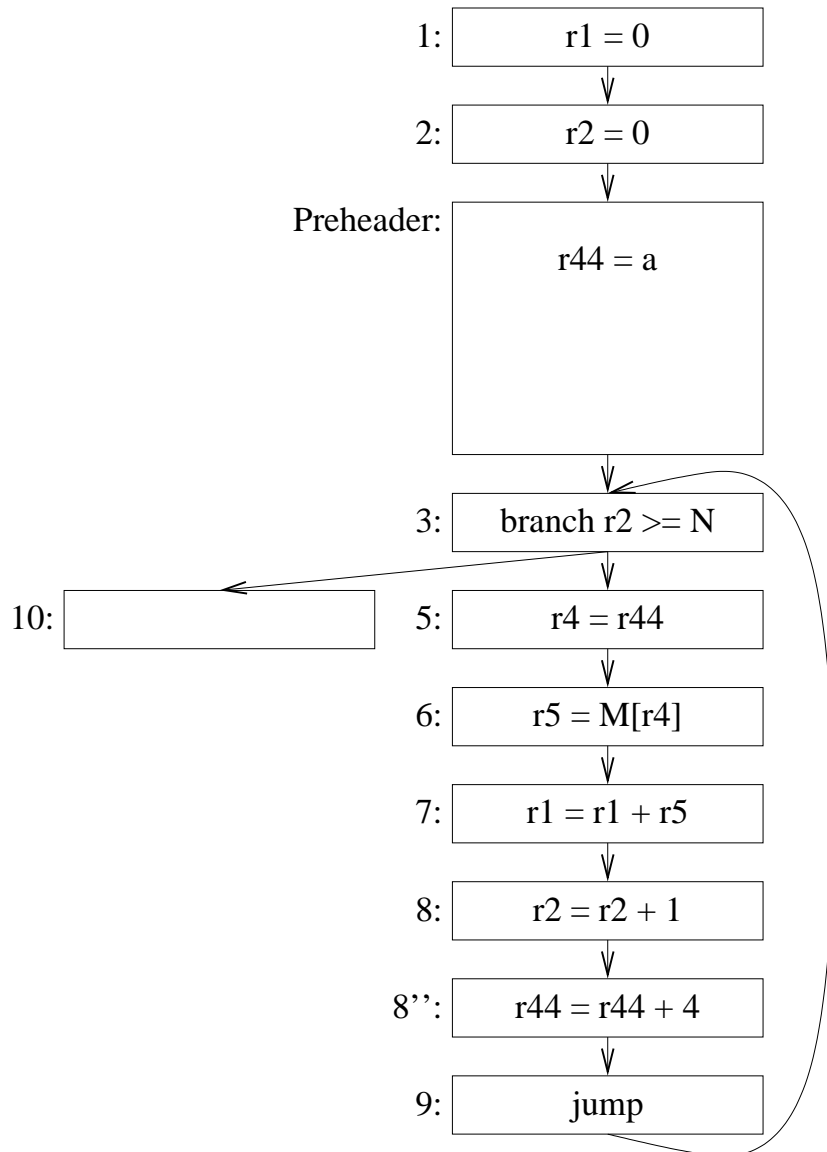 1: r1 = 0
2: r2 = 0
Preheader:
r44 = a
3: branch r2 >= N
10:
5: r4 = r44
6: r5 = M[r4]
7: r1 = r1 + r5
8: r2 = r2 + 1
8’’: r44 = r44 + 4
9: jump